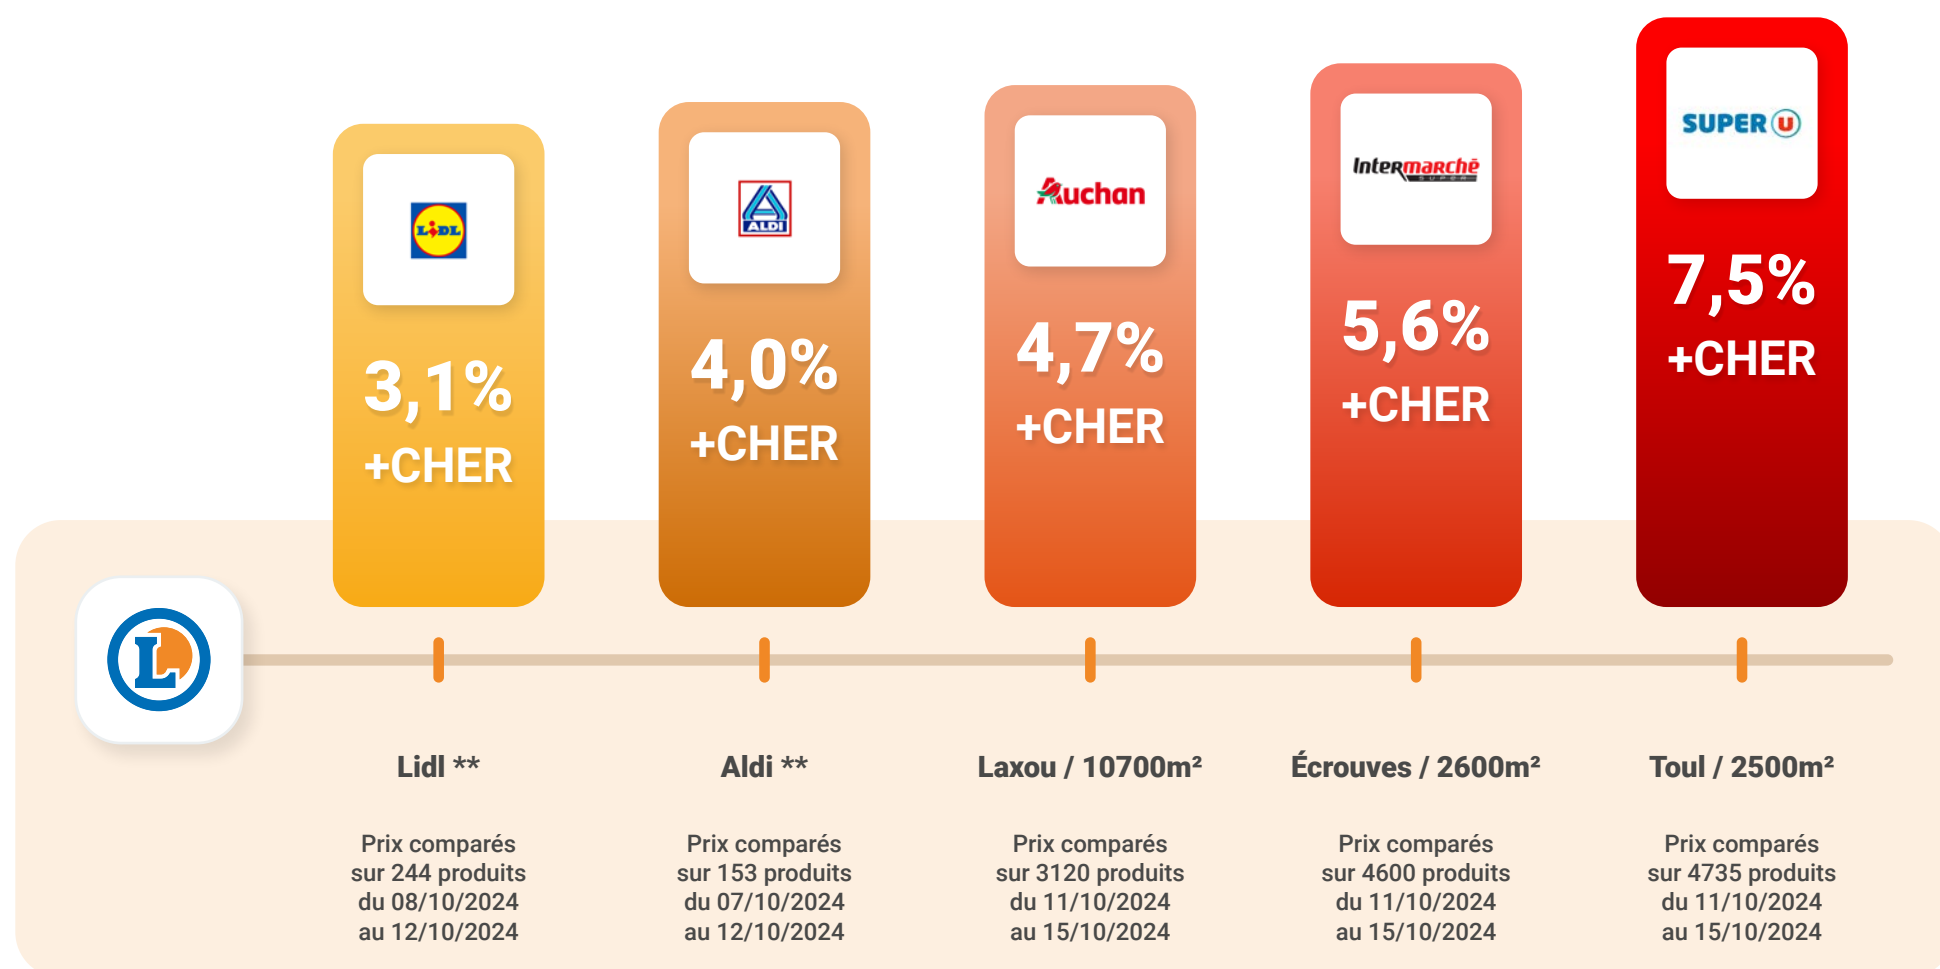 LIDL
3,1%
+CHER
ALDI
4,0%
+CHER
Auchan
4,7%
+CHER
Intermarché
SUPER
5,6%
+CHER
SUPER U
7,5%
+CHER
L
Lidl **
Prix comparés
sur 244 produits
du 08/10/2024
au 12/10/2024
Aldi **
Prix comparés
sur 153 produits
du 07/10/2024
au 12/10/2024
Laxou / 10700m²
Prix comparés
sur 3120 produits
du 11/10/2024
au 15/10/2024
Écrouves / 2600m²
Prix comparés
sur 4600 produits
du 11/10/2024
au 15/10/2024
Toul / 2500m²
Prix comparés
sur 4735 produits
du 11/10/2024
au 15/10/2024